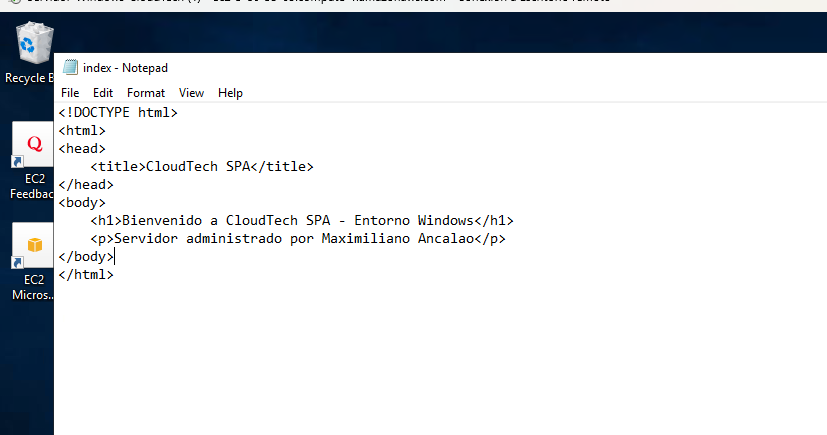 Recycle B
index - Notepad
File Edit Format View Help
<!DOCTYPE html>
<html>
<head>
    <title>CloudTech SPA</title>
</head>
<body>
    <h1>Bienvenido a CloudTech SPA - Entorno Windows</h1>
    <p>Servidor administrado por Maximiliano Ancalao</p>
</body>
</html>
Q
EC2
Feedbac
EC2
Micros...